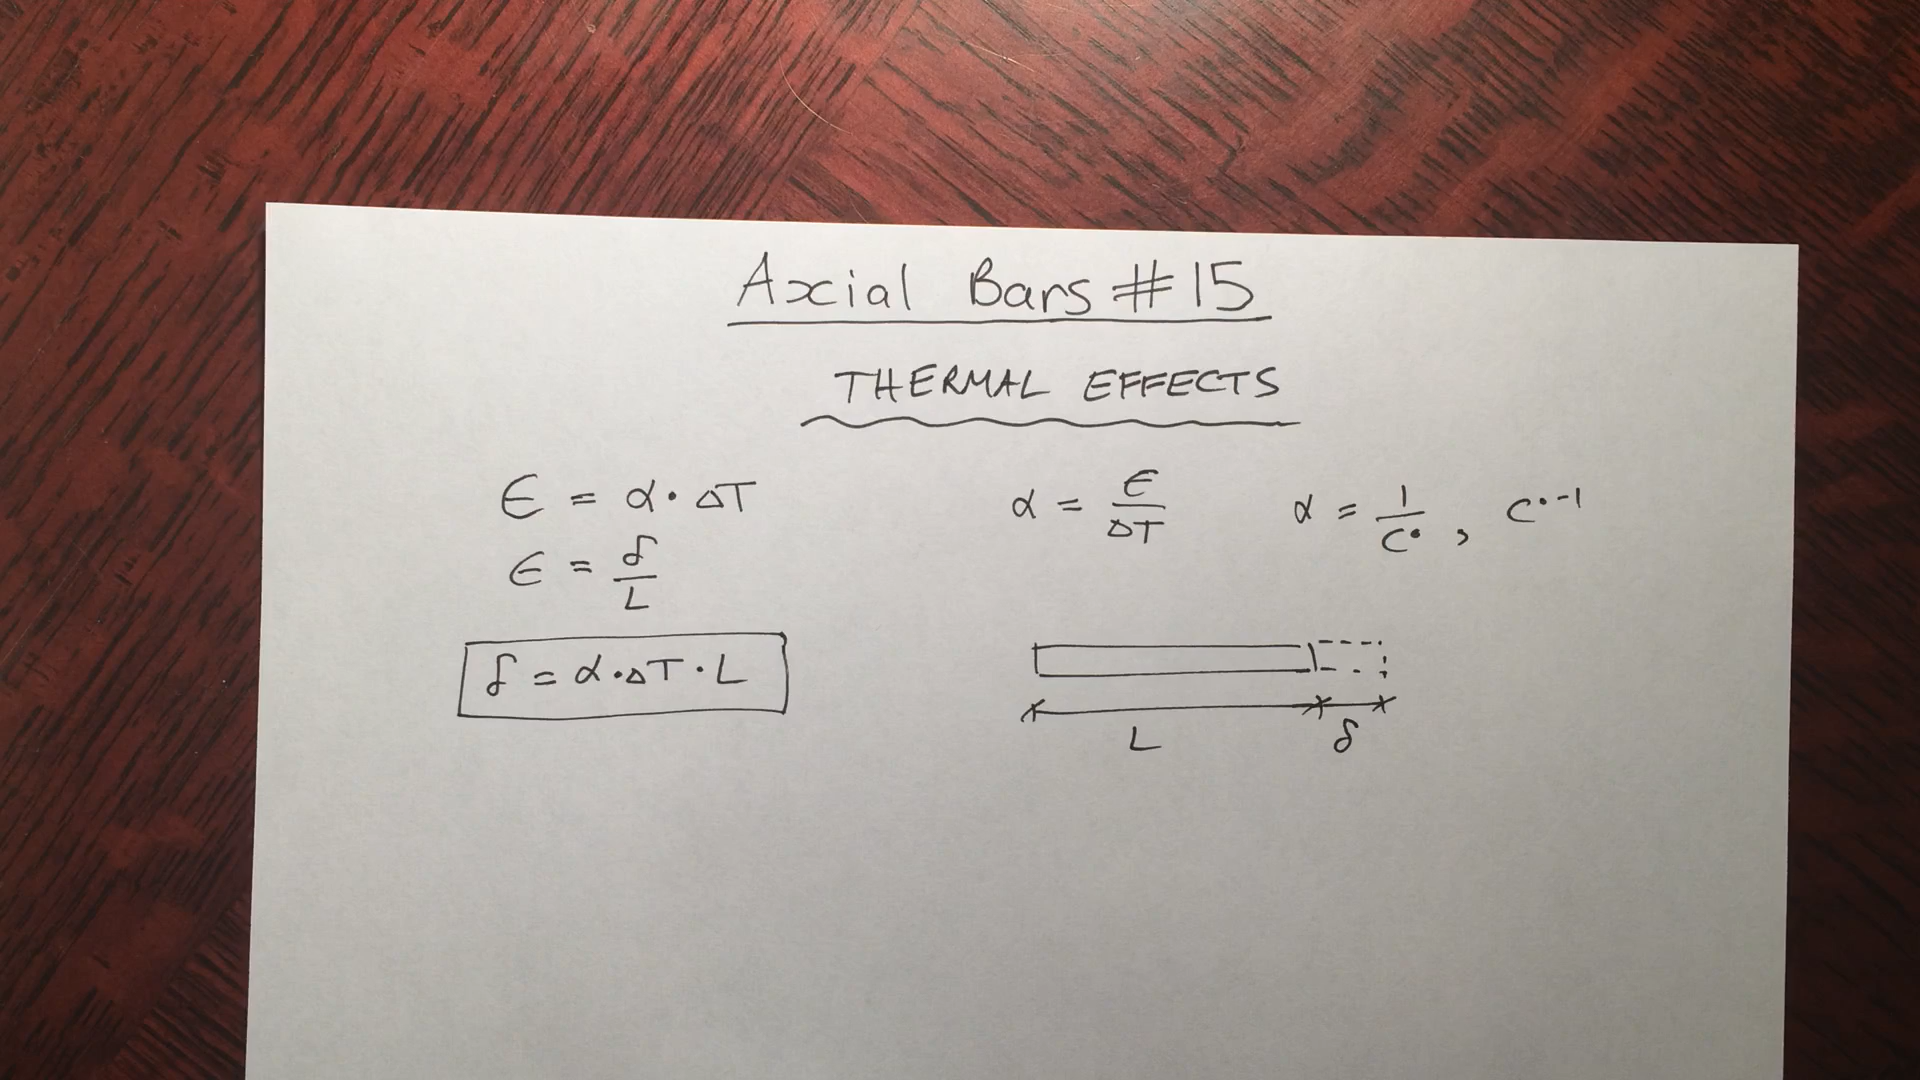 Axial Bars #15
THERMAL EFFECTS
ϵ = α · ΔT
ϵ = δ/L
δ = α · ΔT · L
α = ϵ/ΔT
α = 1/C° , C°⁻¹
L
δ